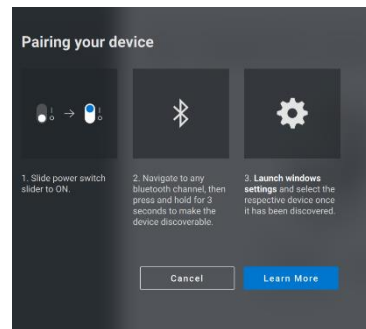 Pairing your device
1. Slide power switch
slider to ON.
2. Navigate to any
bluetooth channel, then
press and hold for 3
seconds to make the
device discoverable.
3. Launch windows
settings and select the
respective device once
it has been discovered.
Cancel
Learn More